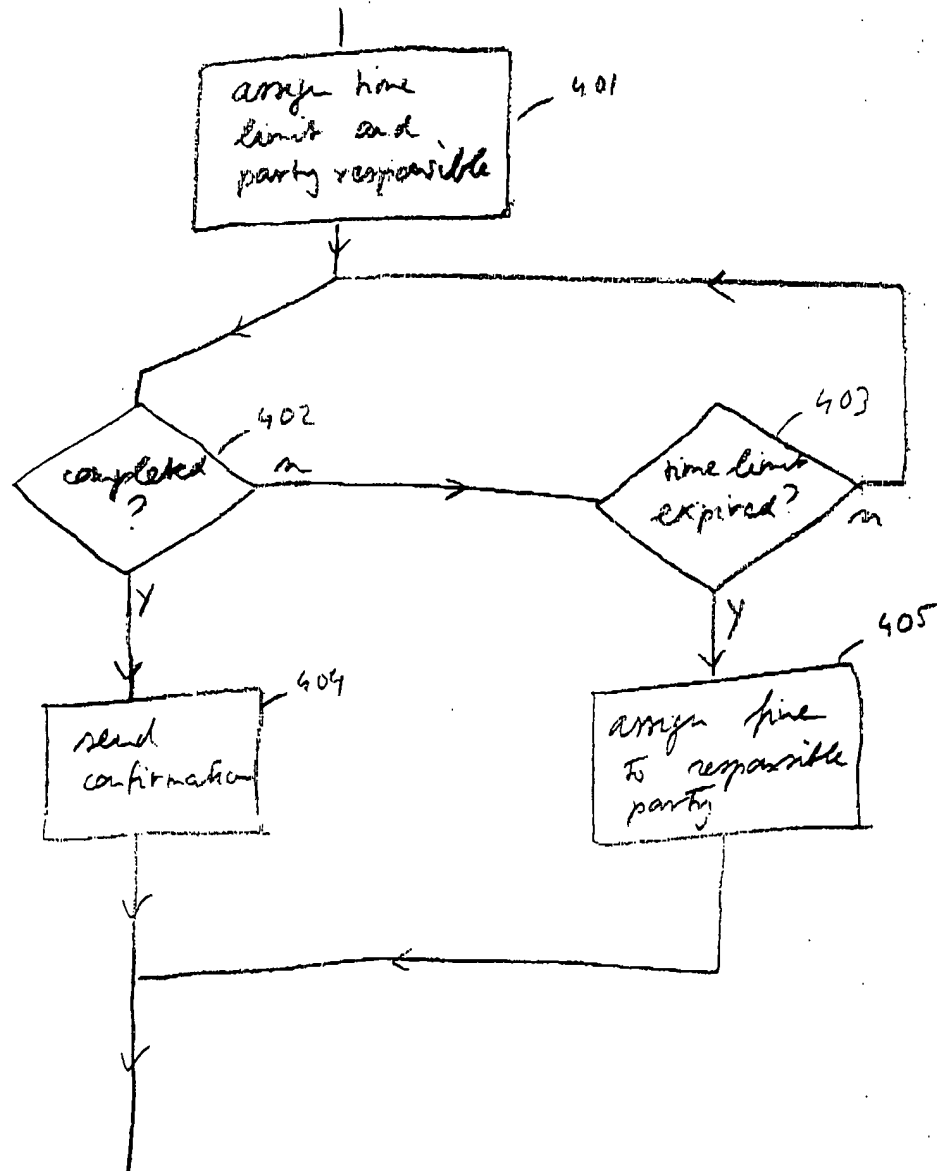 assign time
limit and
party responsible
401
402
completed
?
n
403
time limit
expired?
n
y
y
404
send
confirmation
405
assign fine
to responsible
party